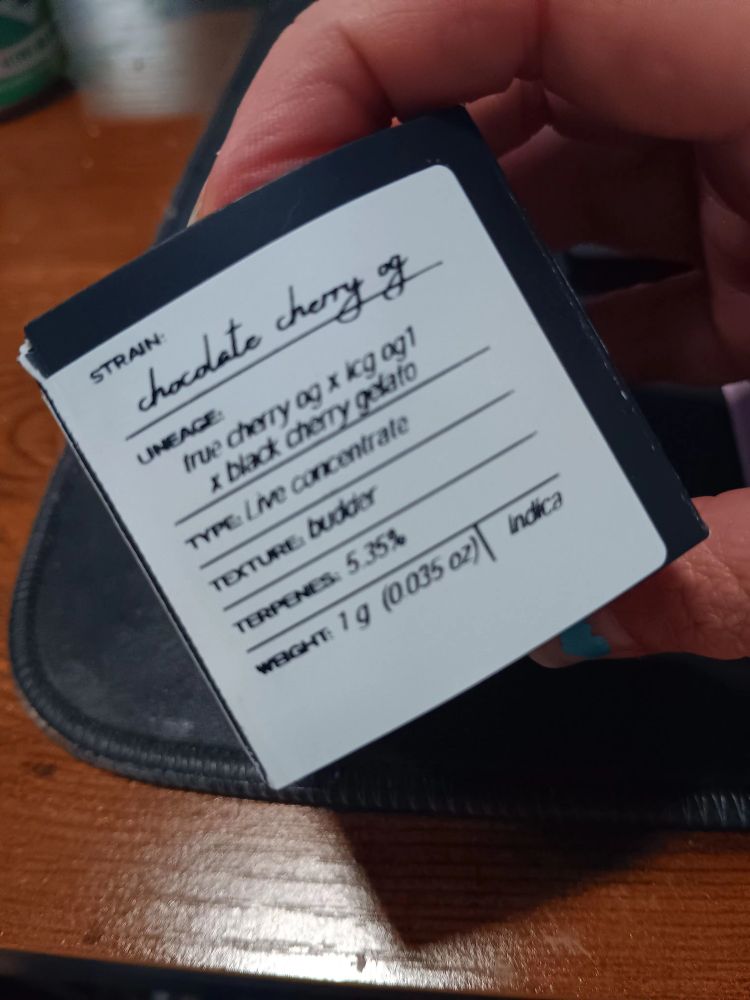 STRAIN: chocolate cherry og
LINEAGE: true cherry og x lcg og1
x black cherry gelato
TYPE: Live concentrate
TEXTURE: budder
TERPENES: 5.35%
WEIGHT: 1 g (0.035 oz) | Indica